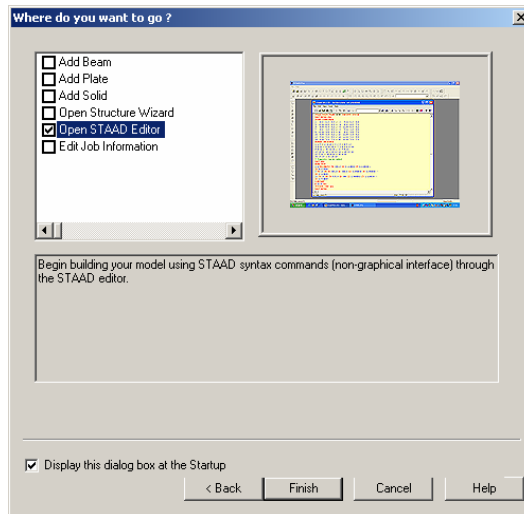 Where do you want to go ?
Add Beam
Add Plate
Add Solid
Open Structure Wizard
Open STAAD Editor
Edit Job Information
Begin building your model using STAAD syntax commands (non-graphical interface) through
the STAAD editor.
Display this dialog box at the Startup
< Back
Finish
Cancel
Help